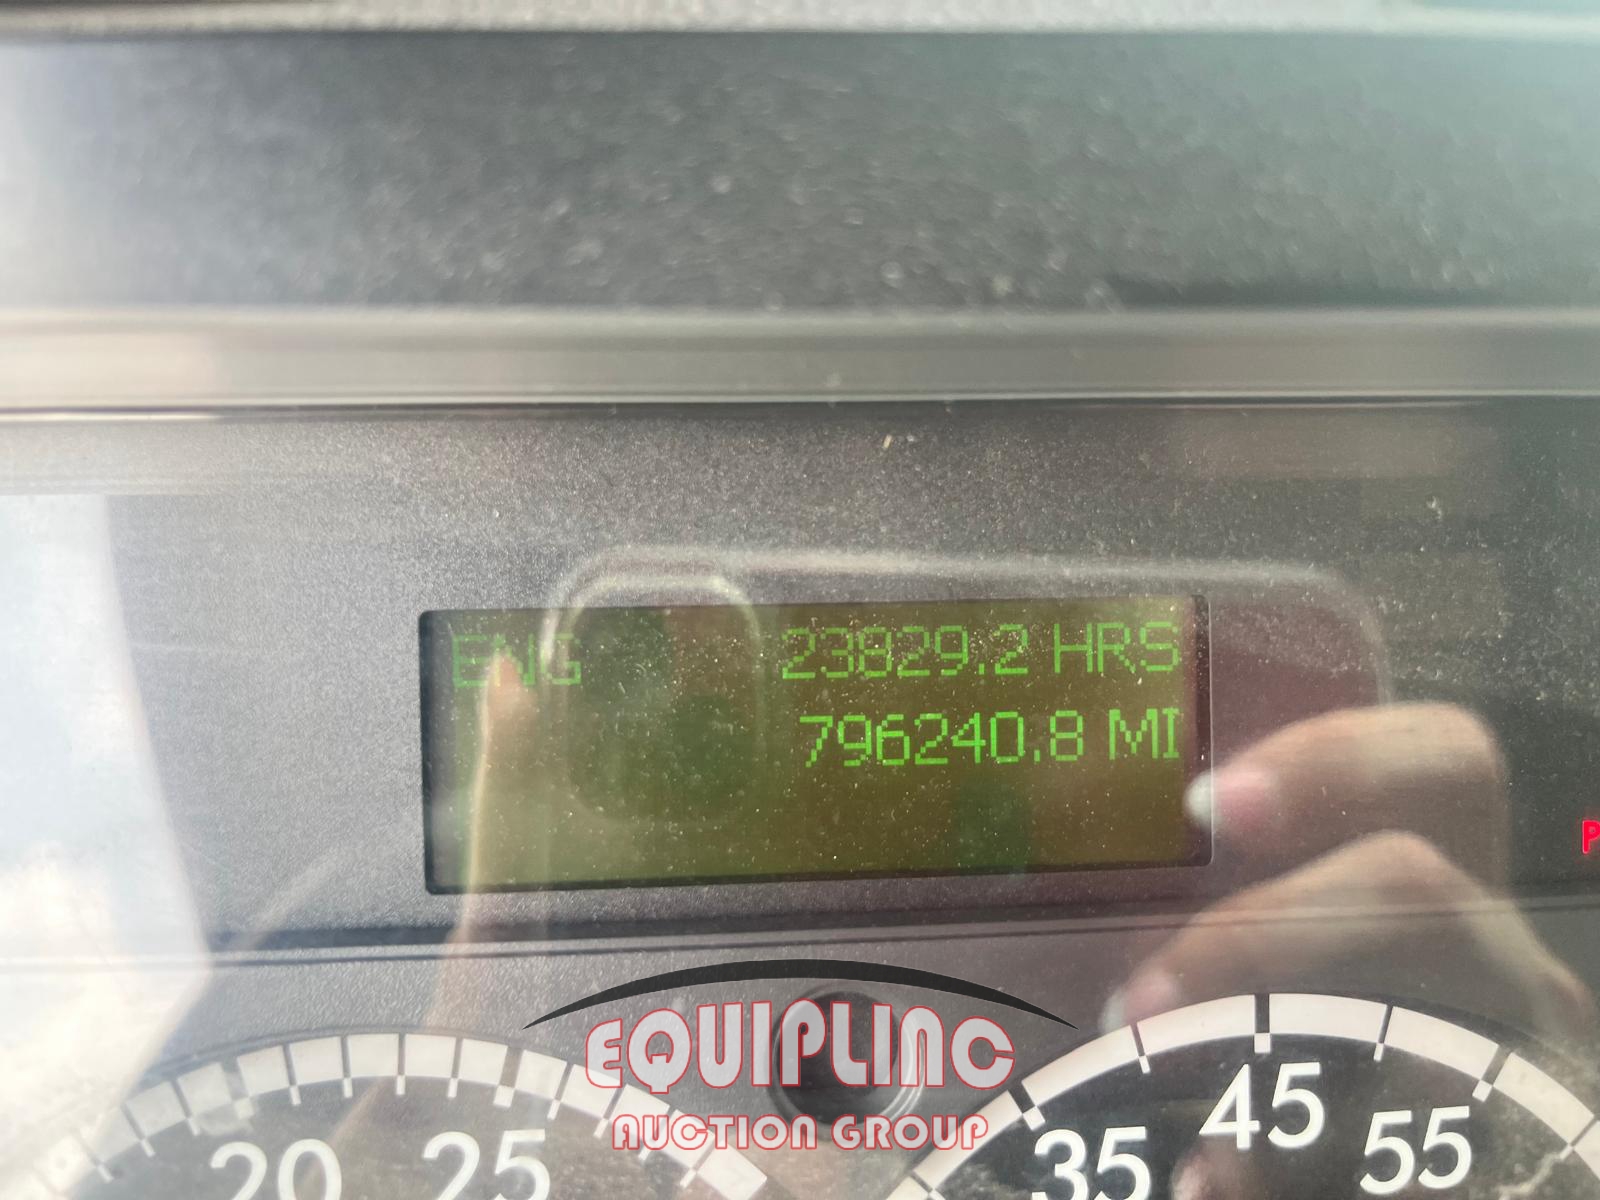 ENG 23829.2 HRS
796240.8 MI
P
EQUIPLINC
AUCTION GROUP
20 25
35 45 55